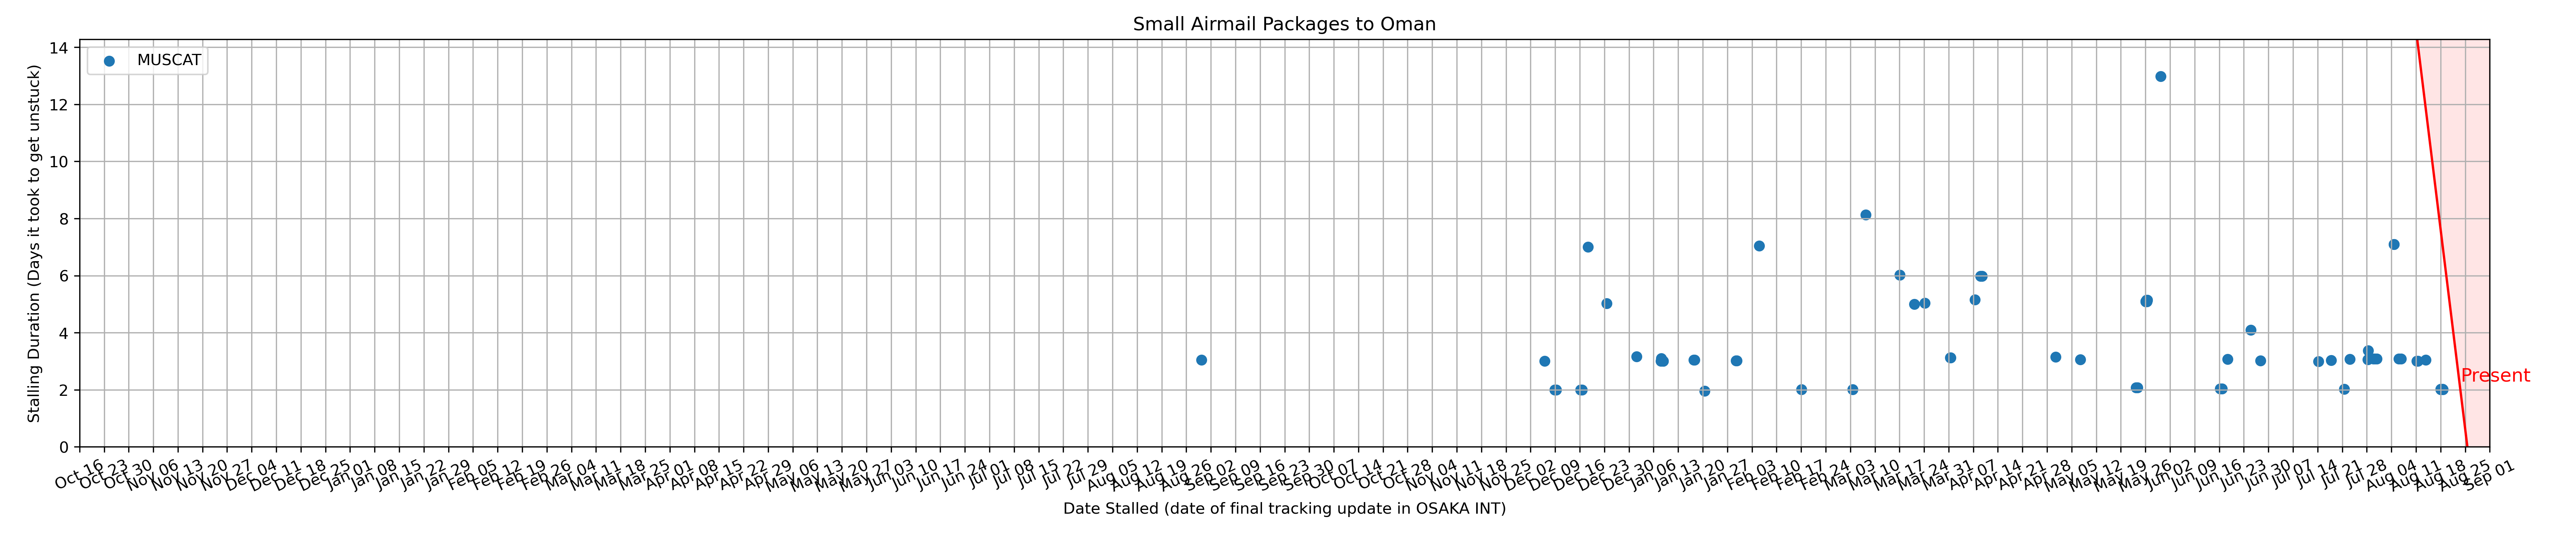 Small Airmail Packages to Oman
MUSCAT
Stalling Duration (Days it took to get unstuck)
14
12
10
8
6
4
2
0
Present
Oct 16 Oct 23 Oct 30 Nov 06 Nov 13 Nov 20 Nov 27 Dec 04 Dec 11 Dec 18 Dec 25 Jan 01 Jan 08 Jan 15 Jan 22 Jan 29 Feb 05 Feb 12 Feb 19 Feb 26 Mar 04 Mar 11 Mar 18 Mar 25 Apr 01 Apr 08 Apr 15 Apr 22 Apr 29 May 06 May 13 May 20 May 27 Jun 03 Jun 10 Jun 17 Jun 24 Jul 01 Jul 08 Jul 15 Jul 22 Jul 29 Aug 05 Aug 12 Aug 19 Aug 26 Sep 02 Sep 09 Sep 16 Sep 23 Sep 30 Oct 07 Oct 14 Oct 21 Oct 28 Nov 04 Nov 11 Nov 18 Nov 25 Dec 02 Dec 09 Dec 16 Dec 23 Dec 30 Jan 06 Jan 13 Jan 20 Jan 27 Feb 03 Feb 10 Feb 17 Feb 24 Mar 03 Mar 10 Mar 17 Mar 24 Mar 31 Apr 07 Apr 14 Apr 21 Apr 28 May 05 May 12 May 19 May 26 Jun 02 Jun 09 Jun 16 Jun 23 Jun 30 Jul 07 Jul 14 Jul 21 Jul 28 Aug 04 Aug 11 Aug 18 Aug 25 Sep 01
Date Stalled (date of final tracking update in OSAKA INT)